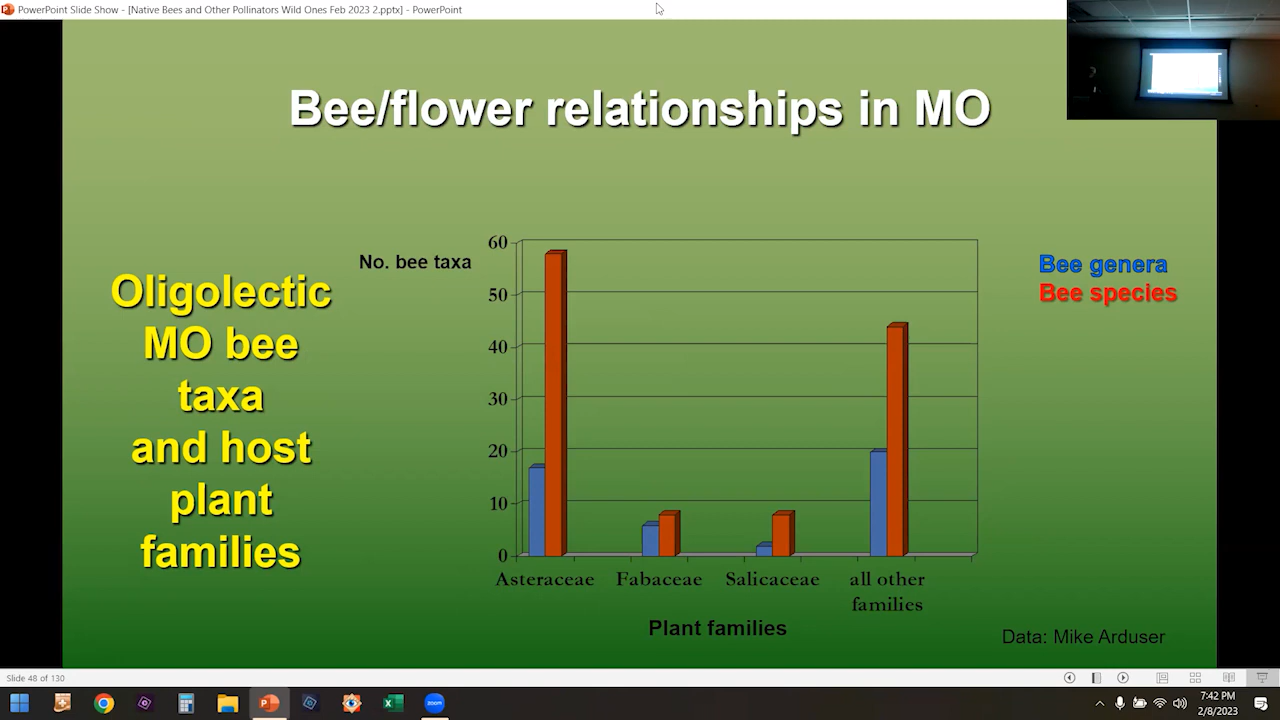 PowerPoint Slide Show - [Native Bees and Other Pollinators Wild Ones Feb 2023 2.pptx] - PowerPoint
Bee/flower relationships in MO
Oligolectic
MO bee
taxa
and host
plant
families
No. bee taxa
60
50
40
30
20
10
0
Asteraceae
Fabaceae
Salicaceae
all other
families
Plant families
Bee genera
Bee species
Data: Mike Arduser
Slide 48 of 130
zoom
7:42 PM
2/8/2023